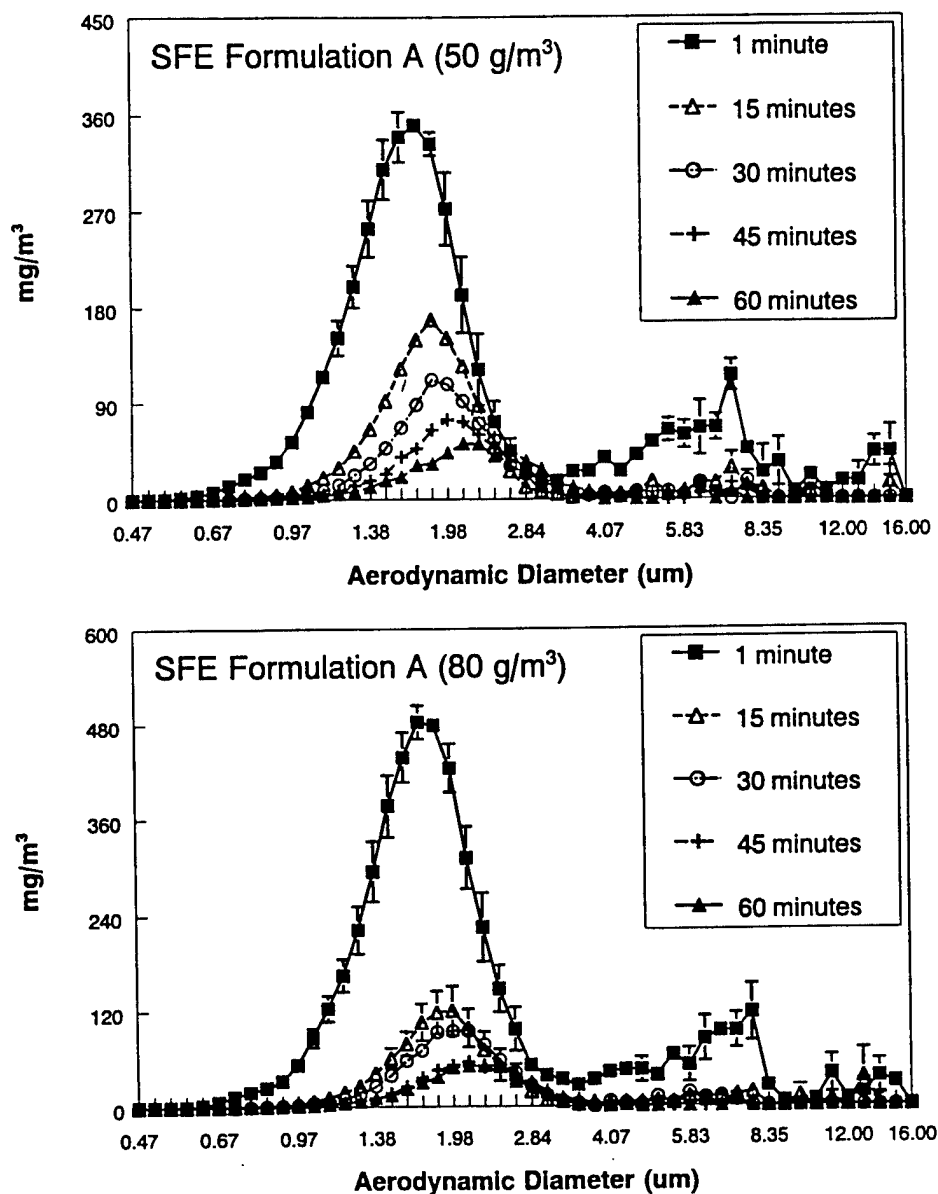 450
360
270
180
90
0
mg/m³
SFE Formulation A (50 g/m³)
1 minute
15 minutes
30 minutes
45 minutes
60 minutes
0.47 0.67 0.97 1.38 1.98 2.84 4.07 5.83 8.35 12.00 16.00
Aerodynamic Diameter (um)
600
480
360
240
120
0
mg/m³
SFE Formulation A (80 g/m³)
1 minute
15 minutes
30 minutes
45 minutes
60 minutes
0.47 0.67 0.97 1.38 1.98 2.84 4.07 5.83 8.35 12.00 16.00
Aerodynamic Diameter (um)